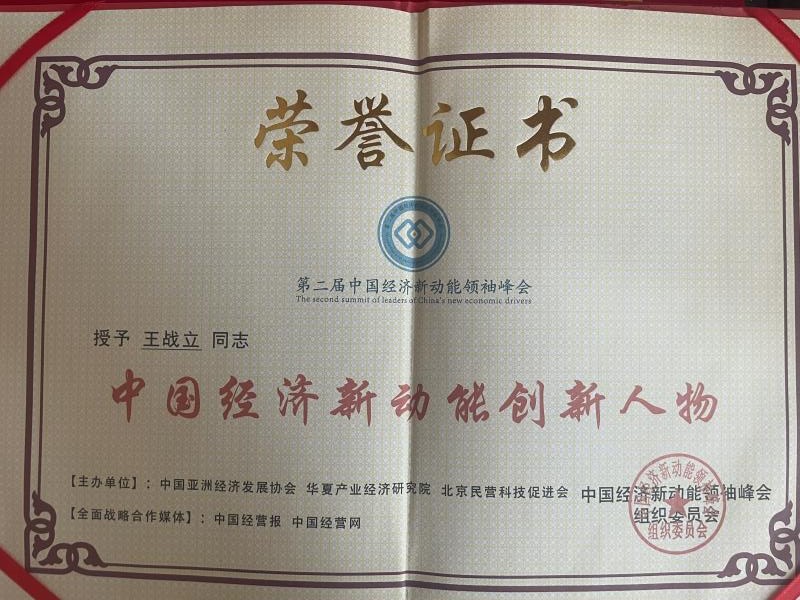 荣誉证书
第二届中国经济新动能领袖峰会
The second summit of leaders of China's new economic drivers
授予 王战立 同志
中国经济新动能创新人物
【主办单位】：中国亚洲经济发展协会 华夏产业经济研究院 北京民营科技促进会
【全面战略合作媒体】：中国经营报 中国经营网
中国经济新动能领袖峰会
组织委员会
组织委员会